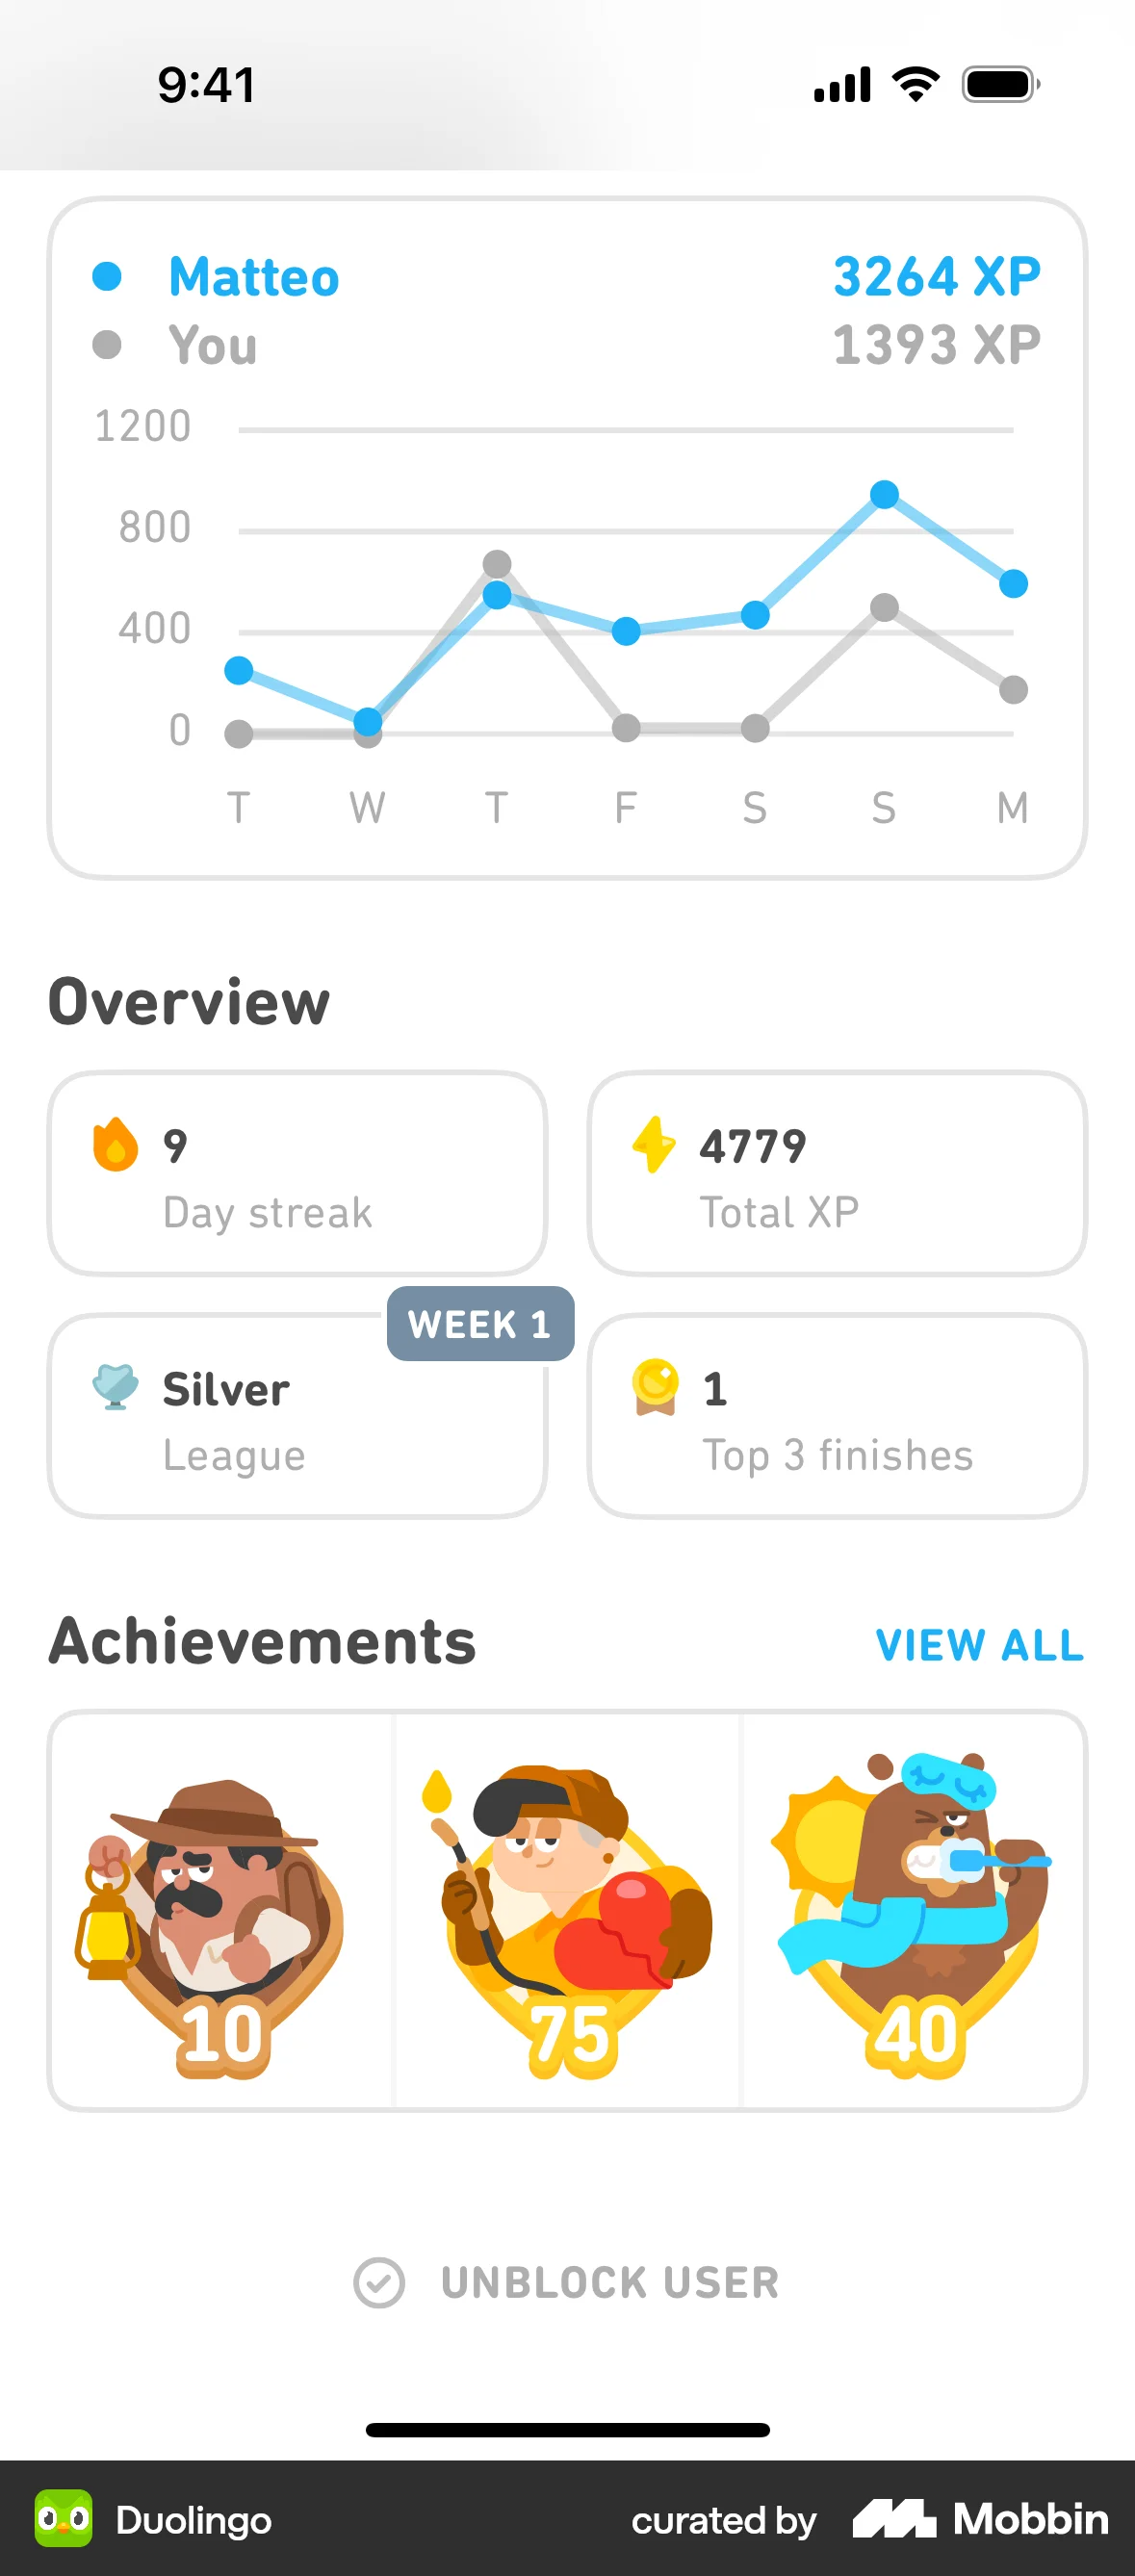 9:41
Matteo 3264 XP
You 1393 XP
1200
800
400
0
T W T F S S M
Overview
9
Day streak
4779
Total XP
WEEK 1
Silver
League
1
Top 3 finishes
Achievements VIEW ALL
10 75 40
UNBLOCK USER
Duolingo curated by Mobbin